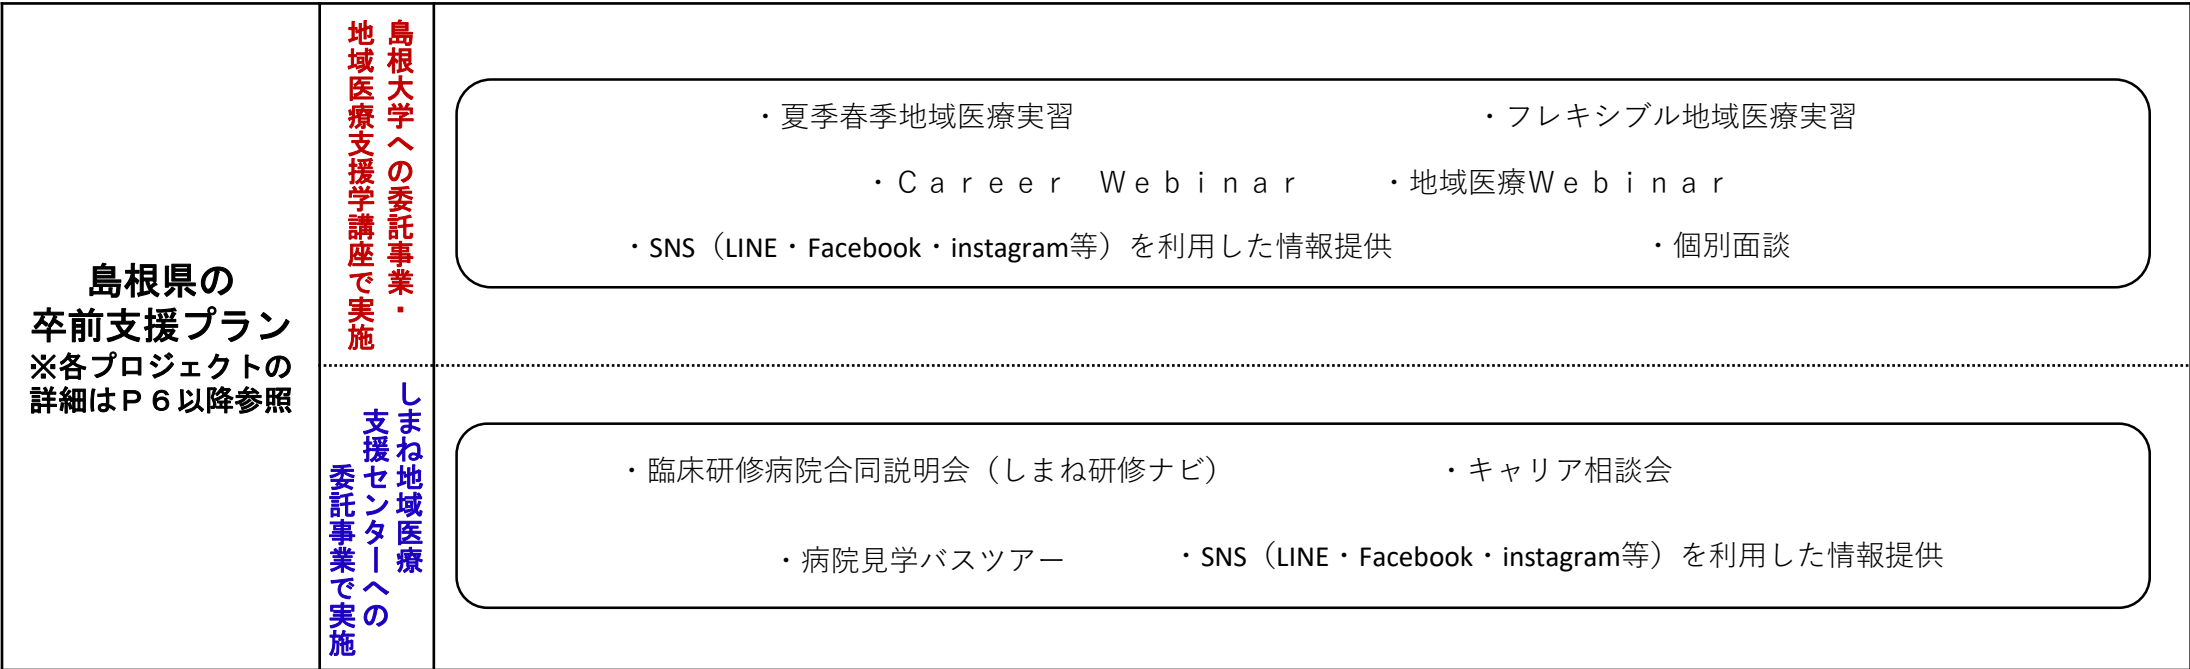 島根県の
卒前支援プラン
※各プロジェクトの
詳細はP６以降参照
島根大学への委託事業・
地域医療支援学講座で実施
・夏季春季地域医療実習
・フレキシブル地域医療実習
・Ｃａｒｅｅｒ　Ｗｅｂｉｎａｒ
・地域医療Ｗｅｂｉｎａｒ
・SNS（LINE・Facebook・instagram等）を利用した情報提供
・個別面談
しまね地域医療
支援センターへの
委託事業で実施
・臨床研修病院合同説明会（しまね研修ナビ）
・キャリア相談会
・病院見学バスツアー
・SNS（LINE・Facebook・instagram等）を利用した情報提供